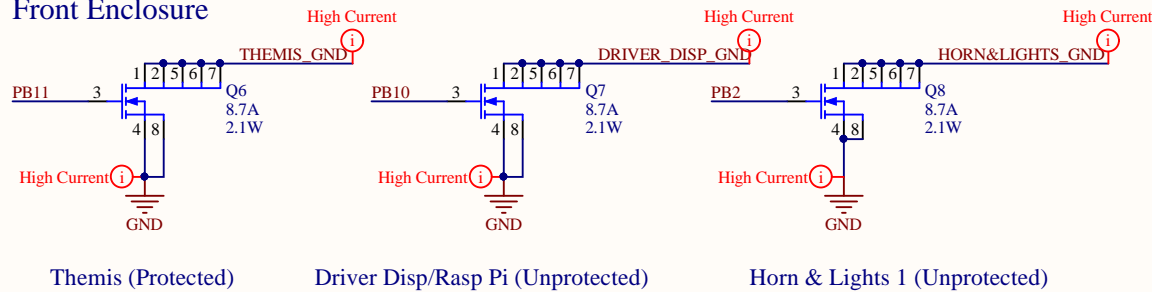 Front Enclosure
High Current
i
THEMIS_GND
1 2 5 6 7
PB11
3
Q6
8.7A
2.1W
4 8
High Current
i
GND
Themis (Protected)
High Current
i
DRIVER_DISP_GND
1 2 5 6 7
PB10
3
Q7
8.7A
2.1W
4 8
High Current
i
GND
Driver Disp/Rasp Pi (Unprotected)
High Current
i
HORN&LIGHTS_GND
1 2 5 6 7
PB2
3
Q8
8.7A
2.1W
4 8
High Current
i
GND
Horn & Lights 1 (Unprotected)